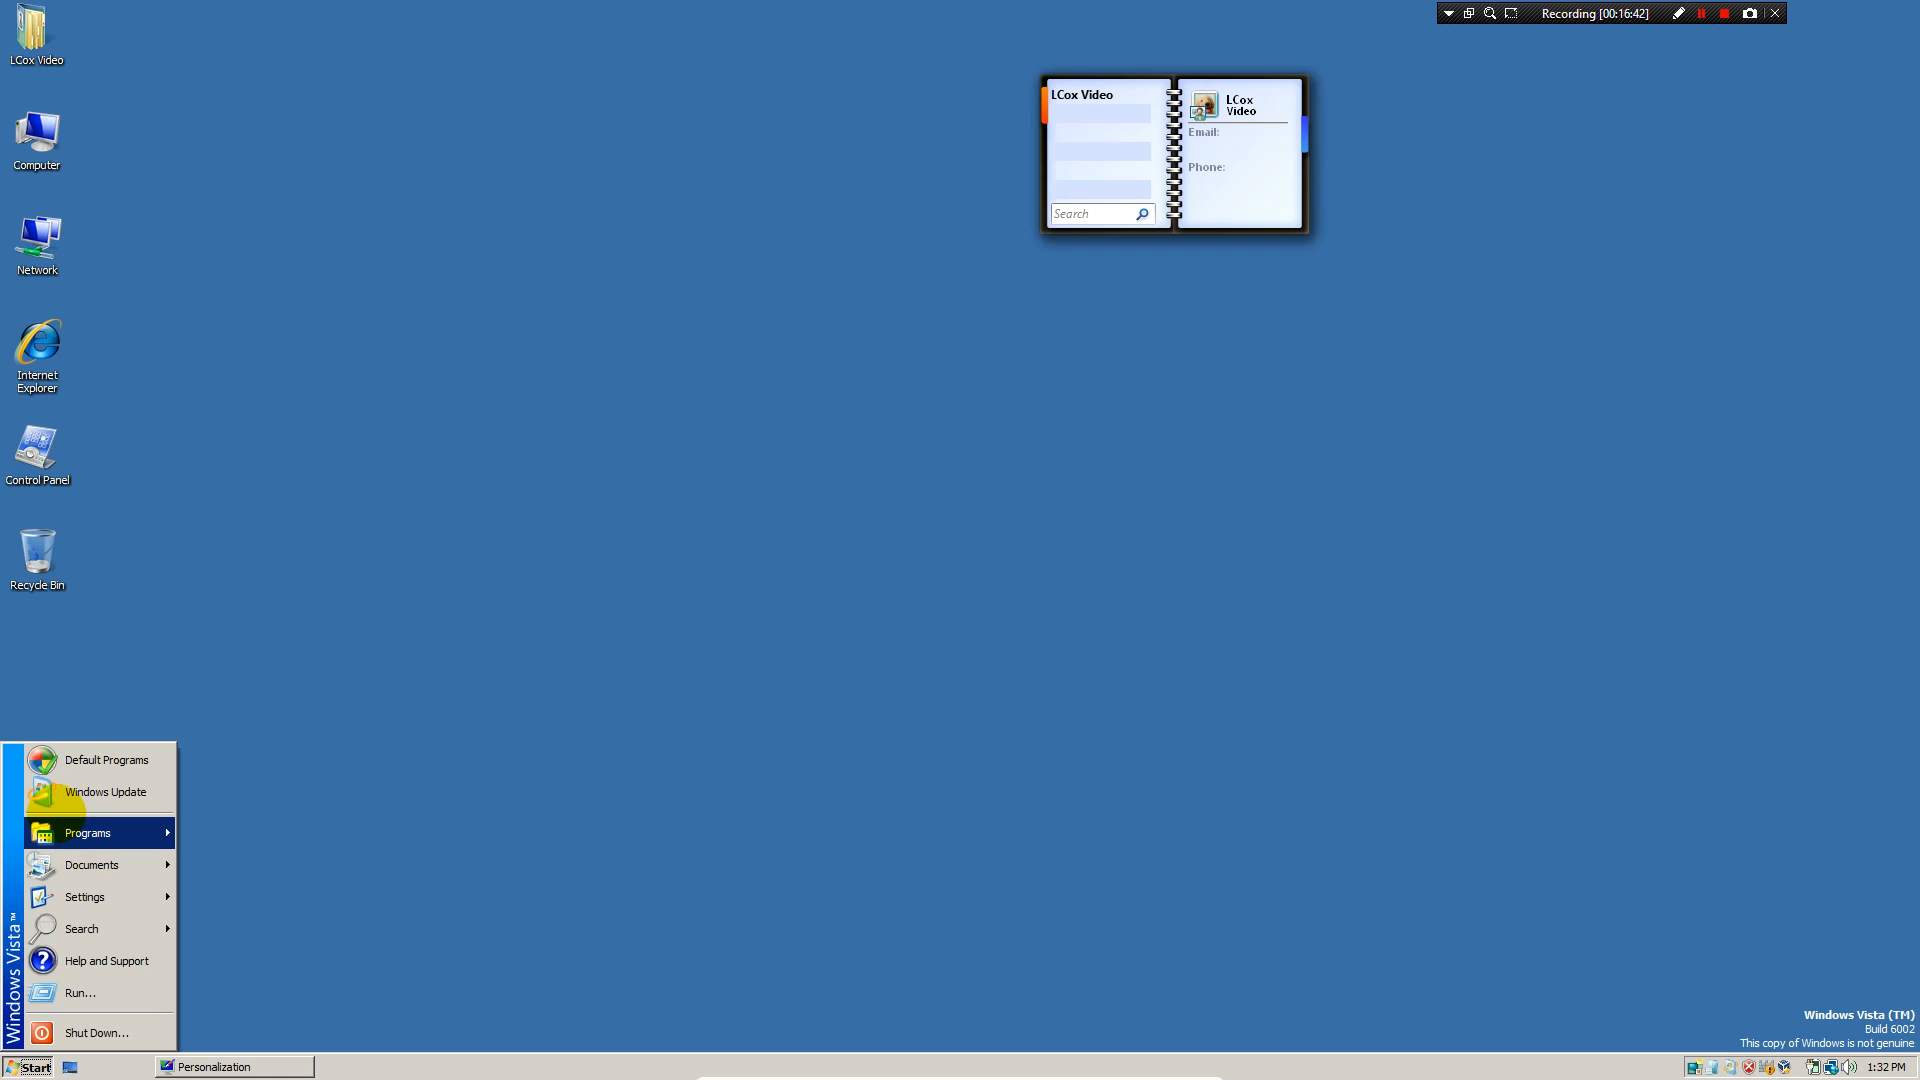 LCox Video
Computer
Network
Internet
Explorer
Control Panel
Recycle Bin
Recording [00:16:42]
LCox Video
Search
LCox
Video
Email:
Phone:
Default Programs
Windows Update
Programs
Documents
Settings
Search
Help and Support
Run...
Shut Down...
Windows Vista™
Windows Vista (TM)
Build 6002
This copy of Windows is not genuine
Start
Personalization
1:32 PM